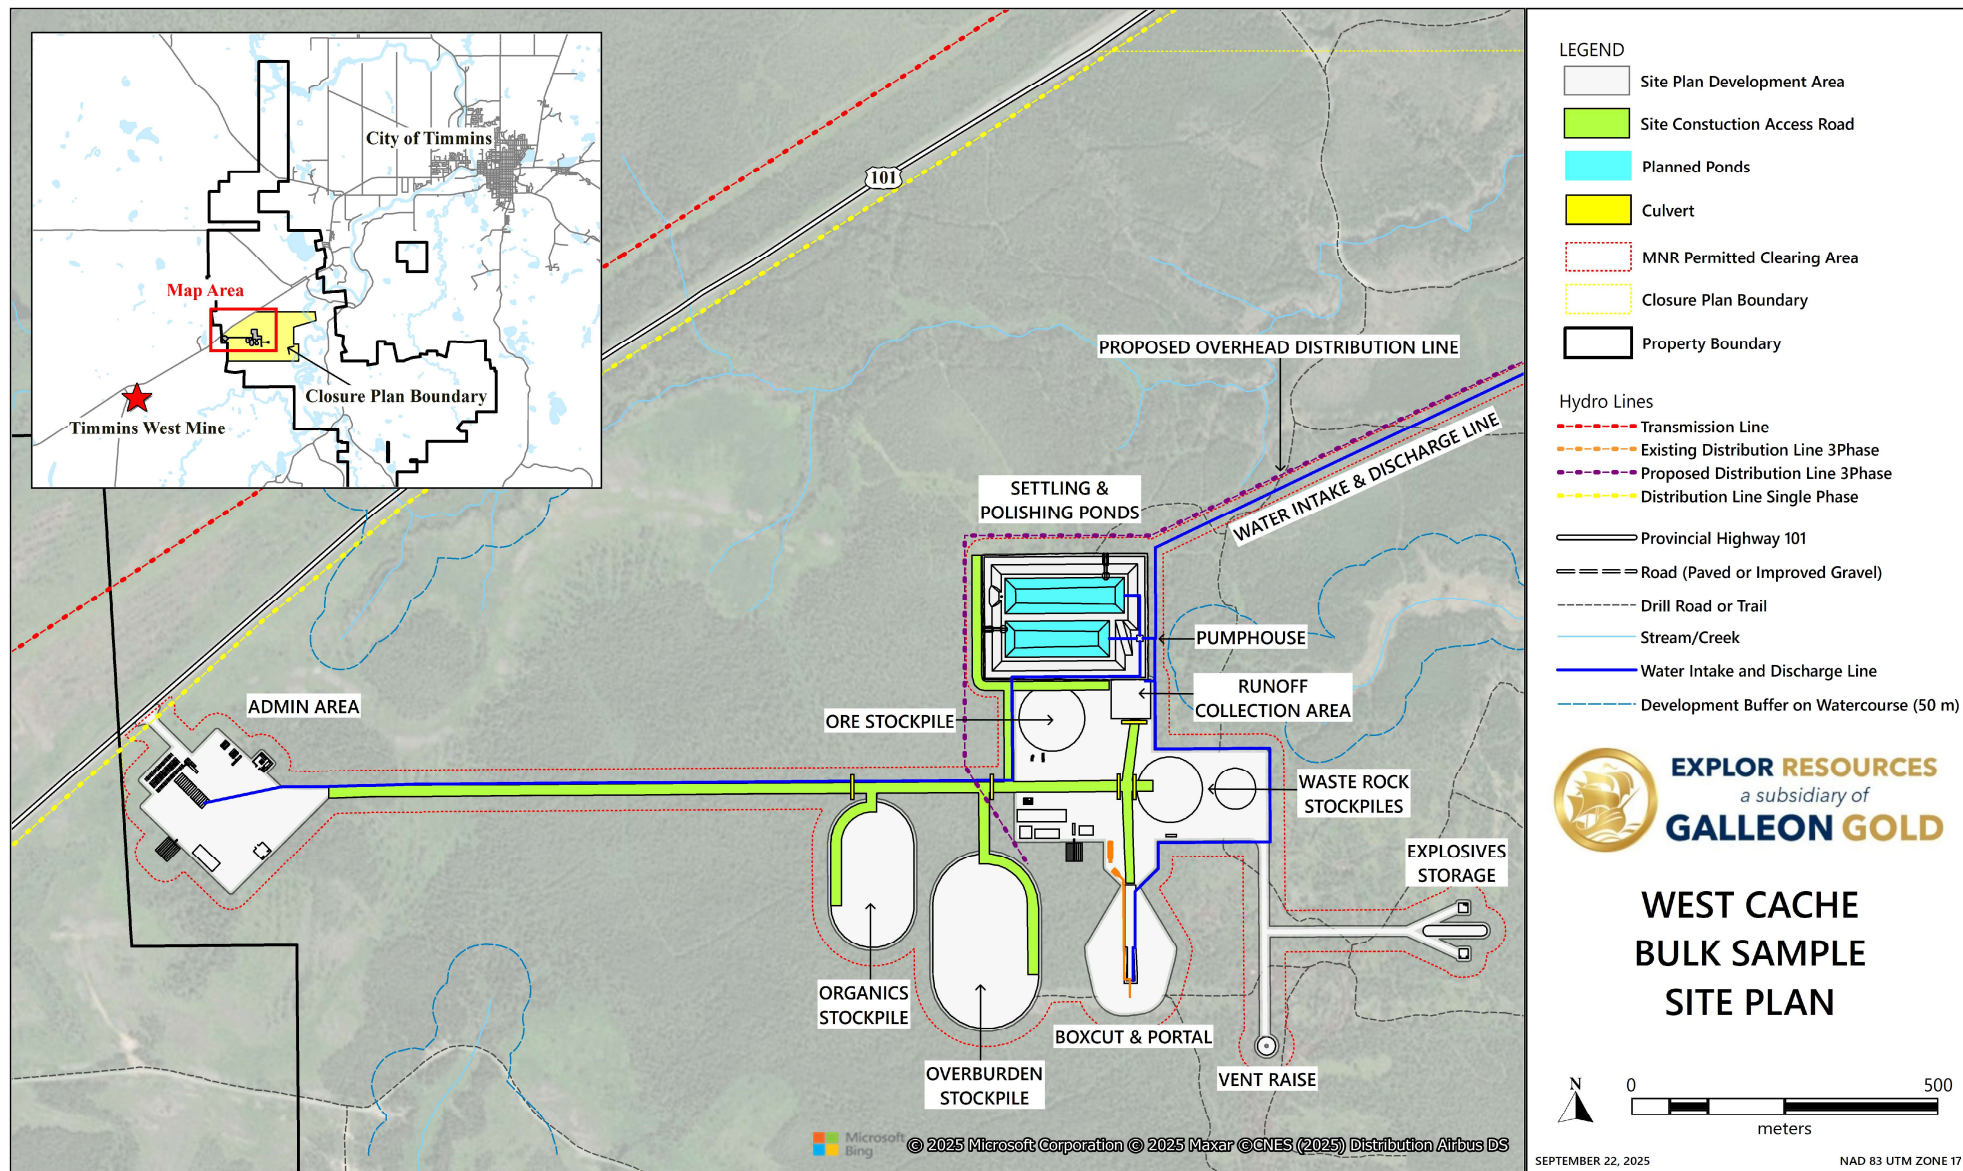 City of Timmins
Map Area
Closure Plan Boundary
Timmins West Mine
101
PROPOSED OVERHEAD DISTRIBUTION LINE
WATER INTAKE & DISCHARGE LINE
SETTLING &
POLISHING PONDS
PUMPHOUSE
RUNOFF
COLLECTION AREA
ORE STOCKPILE
ADMIN AREA
WASTE ROCK
STOCKPILES
EXPLOSIVES
STORAGE
ORGANICS
STOCKPILE
OVERBURDEN
STOCKPILE
BOXCUT & PORTAL
VENT RAISE
Microsoft
Bing
© 2025 Microsoft Corporation © 2025 Maxar ©CNES (2025) Distribution Airbus DS
LEGEND
Site Plan Development Area
Site Constuction Access Road
Planned Ponds
Culvert
MNR Permitted Clearing Area
Closure Plan Boundary
Property Boundary
Hydro Lines
Transmission Line
Existing Distribution Line 3Phase
Proposed Distribution Line 3Phase
Distribution Line Single Phase
Provincial Highway 101
Road (Paved or Improved Gravel)
Drill Road or Trail
Stream/Creek
Water Intake and Discharge Line
Development Buffer on Watercourse (50 m)
EXPLOR RESOURCES
a subsidiary of
GALLEON GOLD
WEST CACHE
BULK SAMPLE
SITE PLAN
N
0 500
meters
SEPTEMBER 22, 2025 NAD 83 UTM ZONE 17